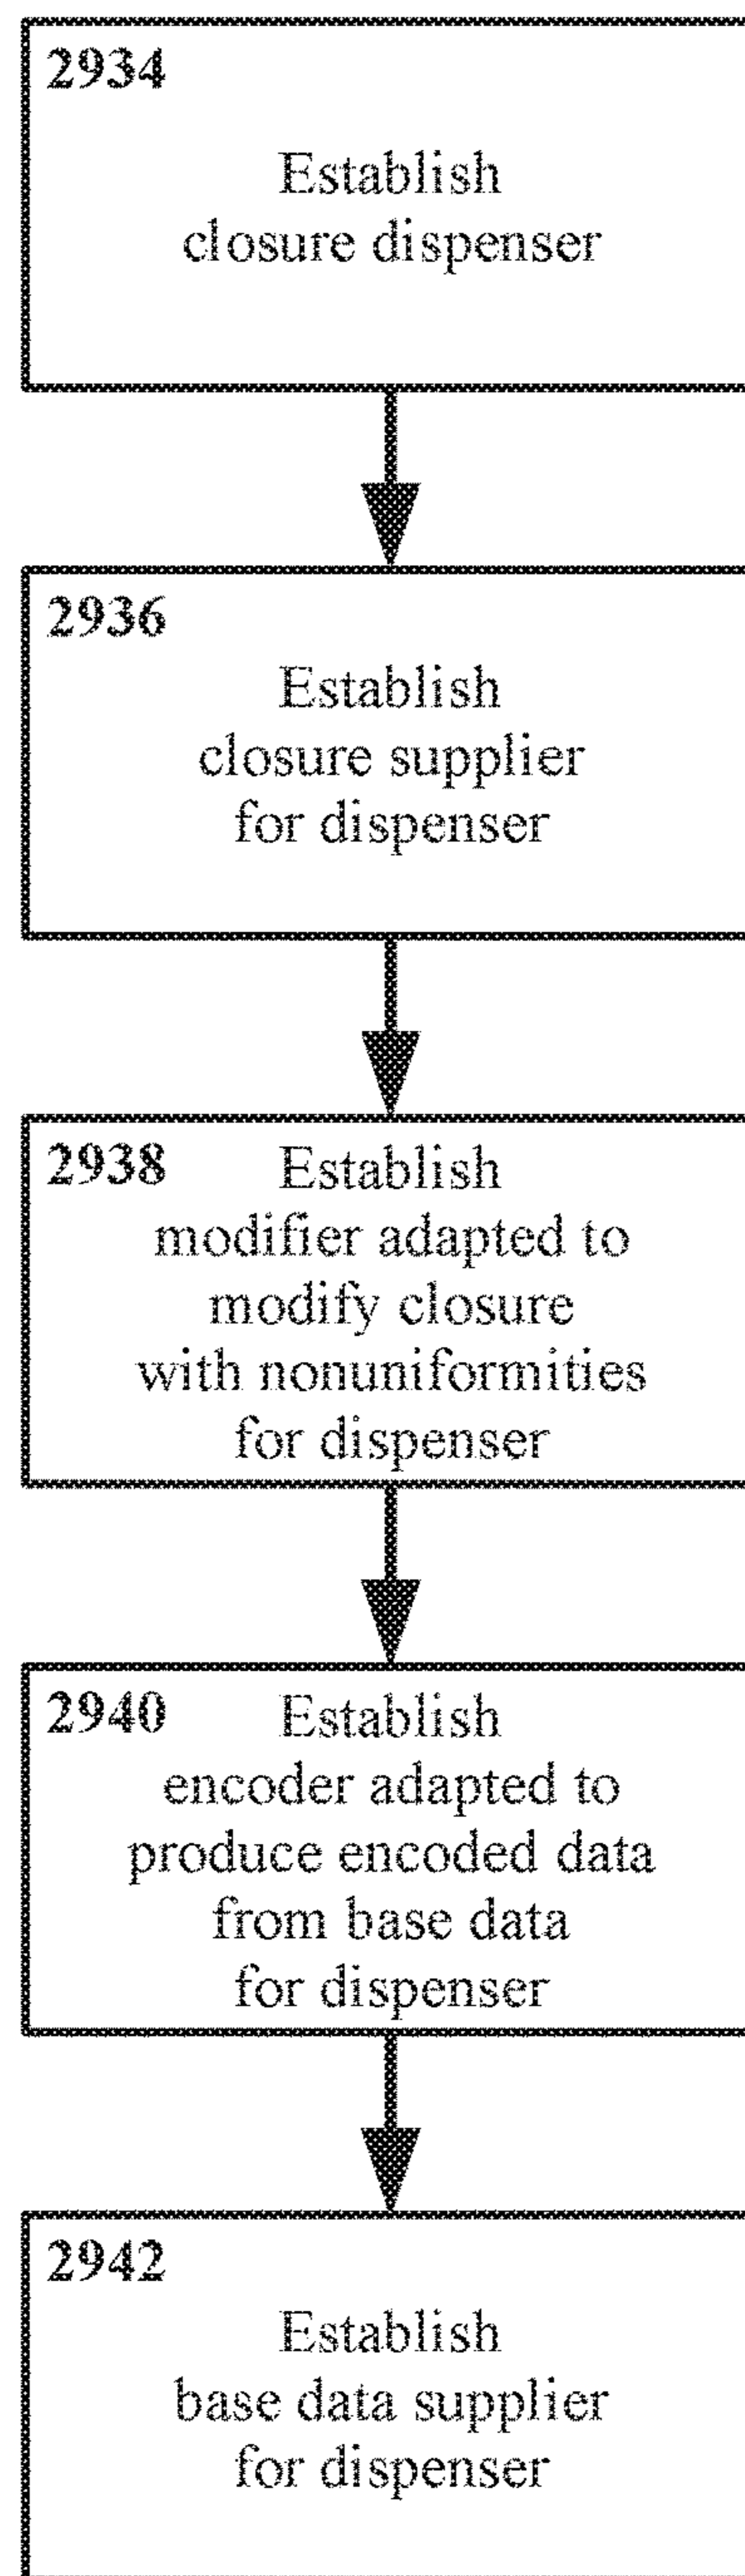 2934
Establish
closure dispenser
2936
Establish
closure supplier
for dispenser
2938 Establish
modifier adapted to
modify closure
with nonuniformities
for dispenser
2940 Establish
encoder adapted to
produce encoded data
from base data
for dispenser
2942
Establish
base data supplier
for dispenser